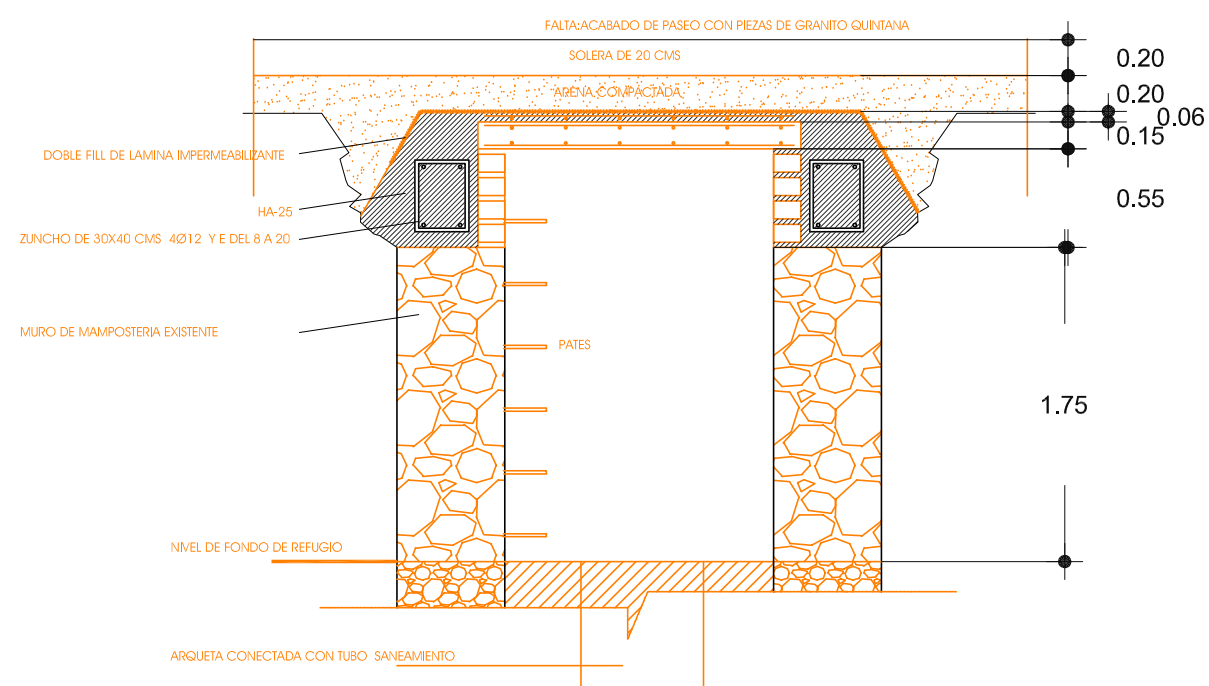 FALTA:ACABADO DE PASEO CON PIEZAS DE GRANITO QUINTANA
SOLERA DE 20 CMS
0.20
ARENA COMPACTADA
0.20
0.06
0.15
DOBLE FILL DE LAMINA IMPERMEABILIZANTE
0.55
HA-25
ZUNCHO DE 30X40 CMS 4Ø12 Y E DEL 8 A 20
MURO DE MAMPOSTERIA EXISTENTE
PATES
1.75
NIVEL DE FONDO DE REFUGIO
ARQUETA CONECTADA CON TUBO SANEAMIENTO